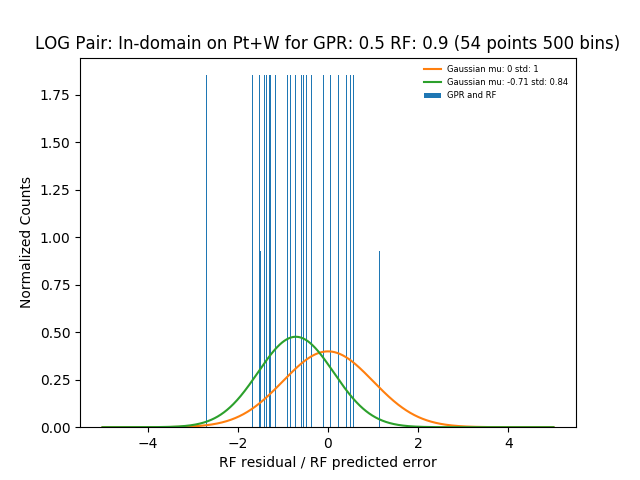 LOG Pair: In-domain on Pt+W for GPR: 0.5 RF: 0.9 (54 points 500 bins)
Gaussian mu: 0 std: 1
Gaussian mu: -0.71 std: 0.84
GPR and RF
Normalized Counts
1.75
1.50
1.25
1.00
0.75
0.50
0.25
0.00
−4
−2
0
2
4
RF residual / RF predicted error